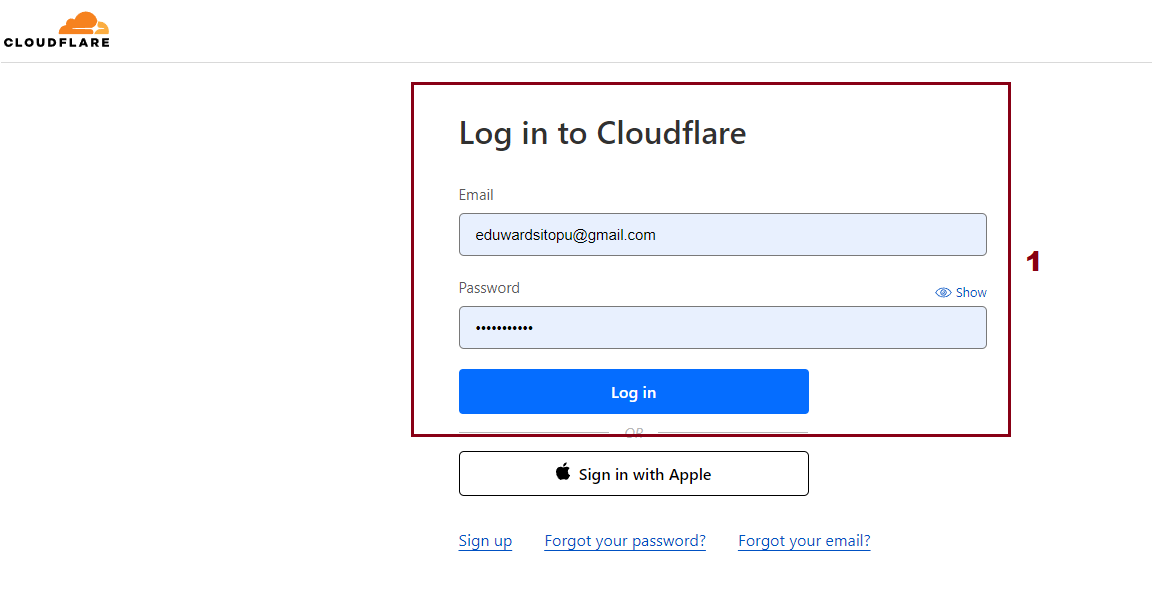 CLOUDFLARE
Log in to Cloudflare
Email
eduwardsitopu@gmail.com
1
Password
Show
•••••••••••
Log in
OR
Sign in with Apple
Sign up Forgot your password? Forgot your email?